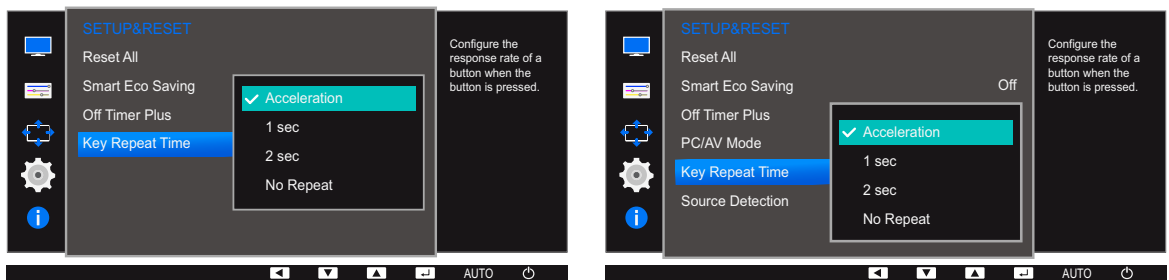 SETUP&RESET
Reset All
Smart Eco Saving
Off Timer Plus
Key Repeat Time
Acceleration
1 sec
2 sec
No Repeat
Configure the
response rate of a
button when the
button is pressed.
AUTO
SETUP&RESET
Reset All
Smart Eco Saving Off
Off Timer Plus
PC/AV Mode
Key Repeat Time
Source Detection
Acceleration
1 sec
2 sec
No Repeat
Configure the
response rate of a
button when the
button is pressed.
AUTO